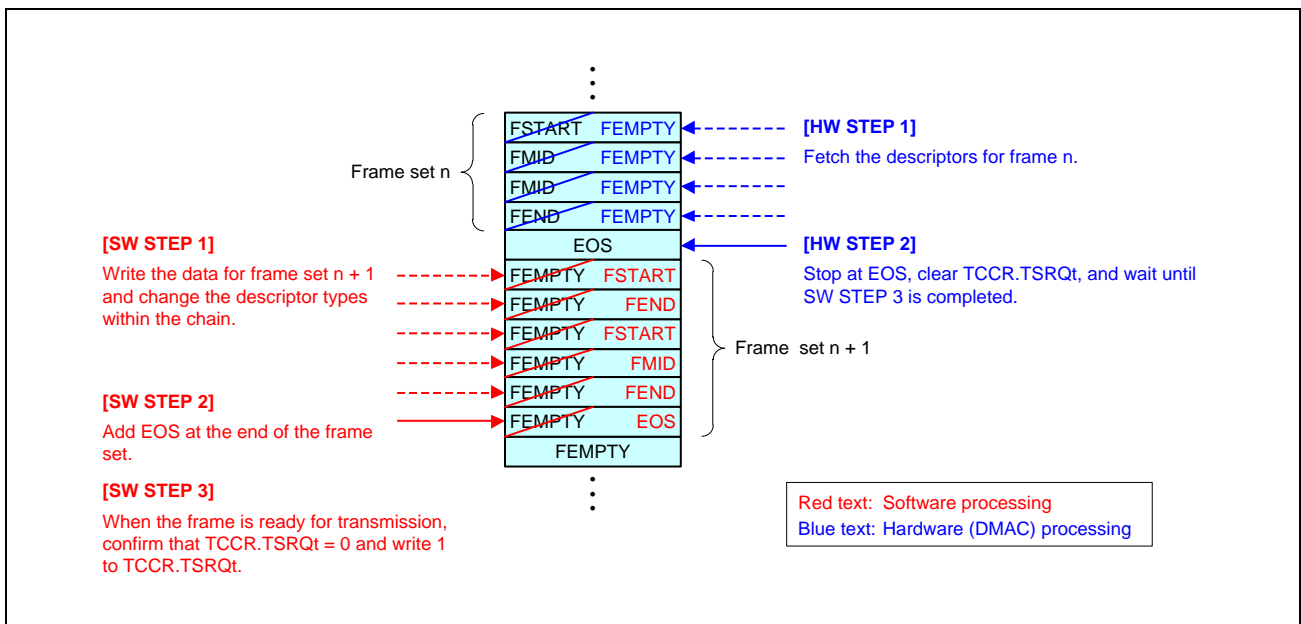 FSTART FEMPTY
FMID FEMPTY
FMID FEMPTY
FEND FEMPTY
EOS
FEMPTY FSTART
FEMPTY FEND
FEMPTY FSTART
FEMPTY FMID
FEMPTY FEND
FEMPTY EOS
FEMPTY
Frame set n
[SW STEP 1]
Write the data for frame set n + 1
and change the descriptor types
within the chain.
[SW STEP 2]
Add EOS at the end of the frame
set.
[SW STEP 3]
When the frame is ready for transmission,
confirm that TCCR.TSRQt = 0 and write 1
to TCCR.TSRQt.
[HW STEP 1]
Fetch the descriptors for frame n.
[HW STEP 2]
Stop at EOS, clear TCCR.TSRQt, and wait until
SW STEP 3 is completed.
Frame set n + 1
Red text: Software processing
Blue text: Hardware (DMAC) processing